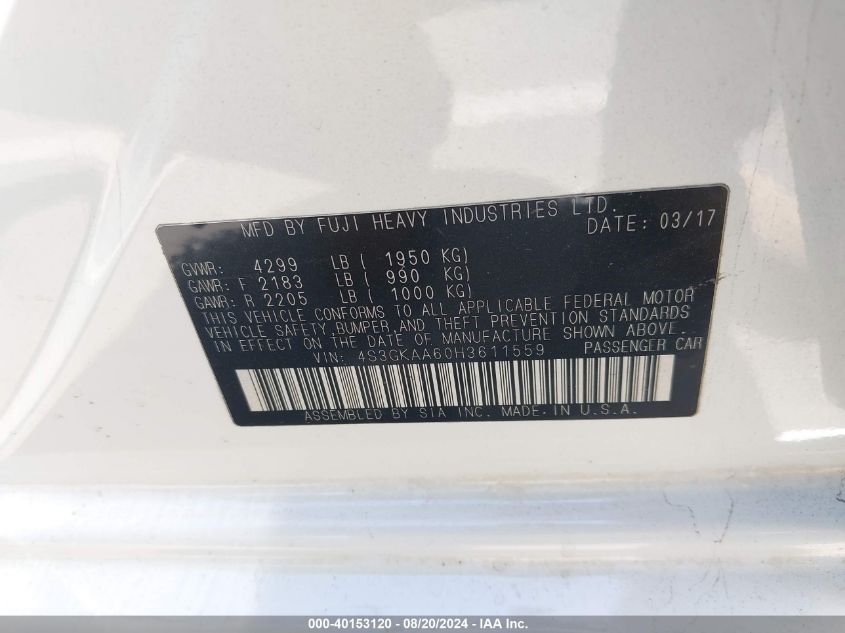 MFD BY FUJI HEAVY INDUSTRIES LTD.
DATE: 03/17
GVWR: 4299 LB ( 1950 KG)
GAWR: F 2183 LB ( 990 KG)
GAWR: R 2205 LB ( 1000 KG)
THIS VEHICLE CONFORMS TO ALL APPLICABLE FEDERAL MOTOR
VEHICLE SAFETY, BUMPER, AND THEFT PREVENTION STANDARDS
IN EFFECT ON THE DATE OF MANUFACTURE SHOWN ABOVE.
VIN: 4S3GKAA60H3611559 PASSENGER CAR
ASSEMBLED BY SIA INC. MADE IN U.S.A.
000-40153120 - 08/20/2024 - IAA Inc.